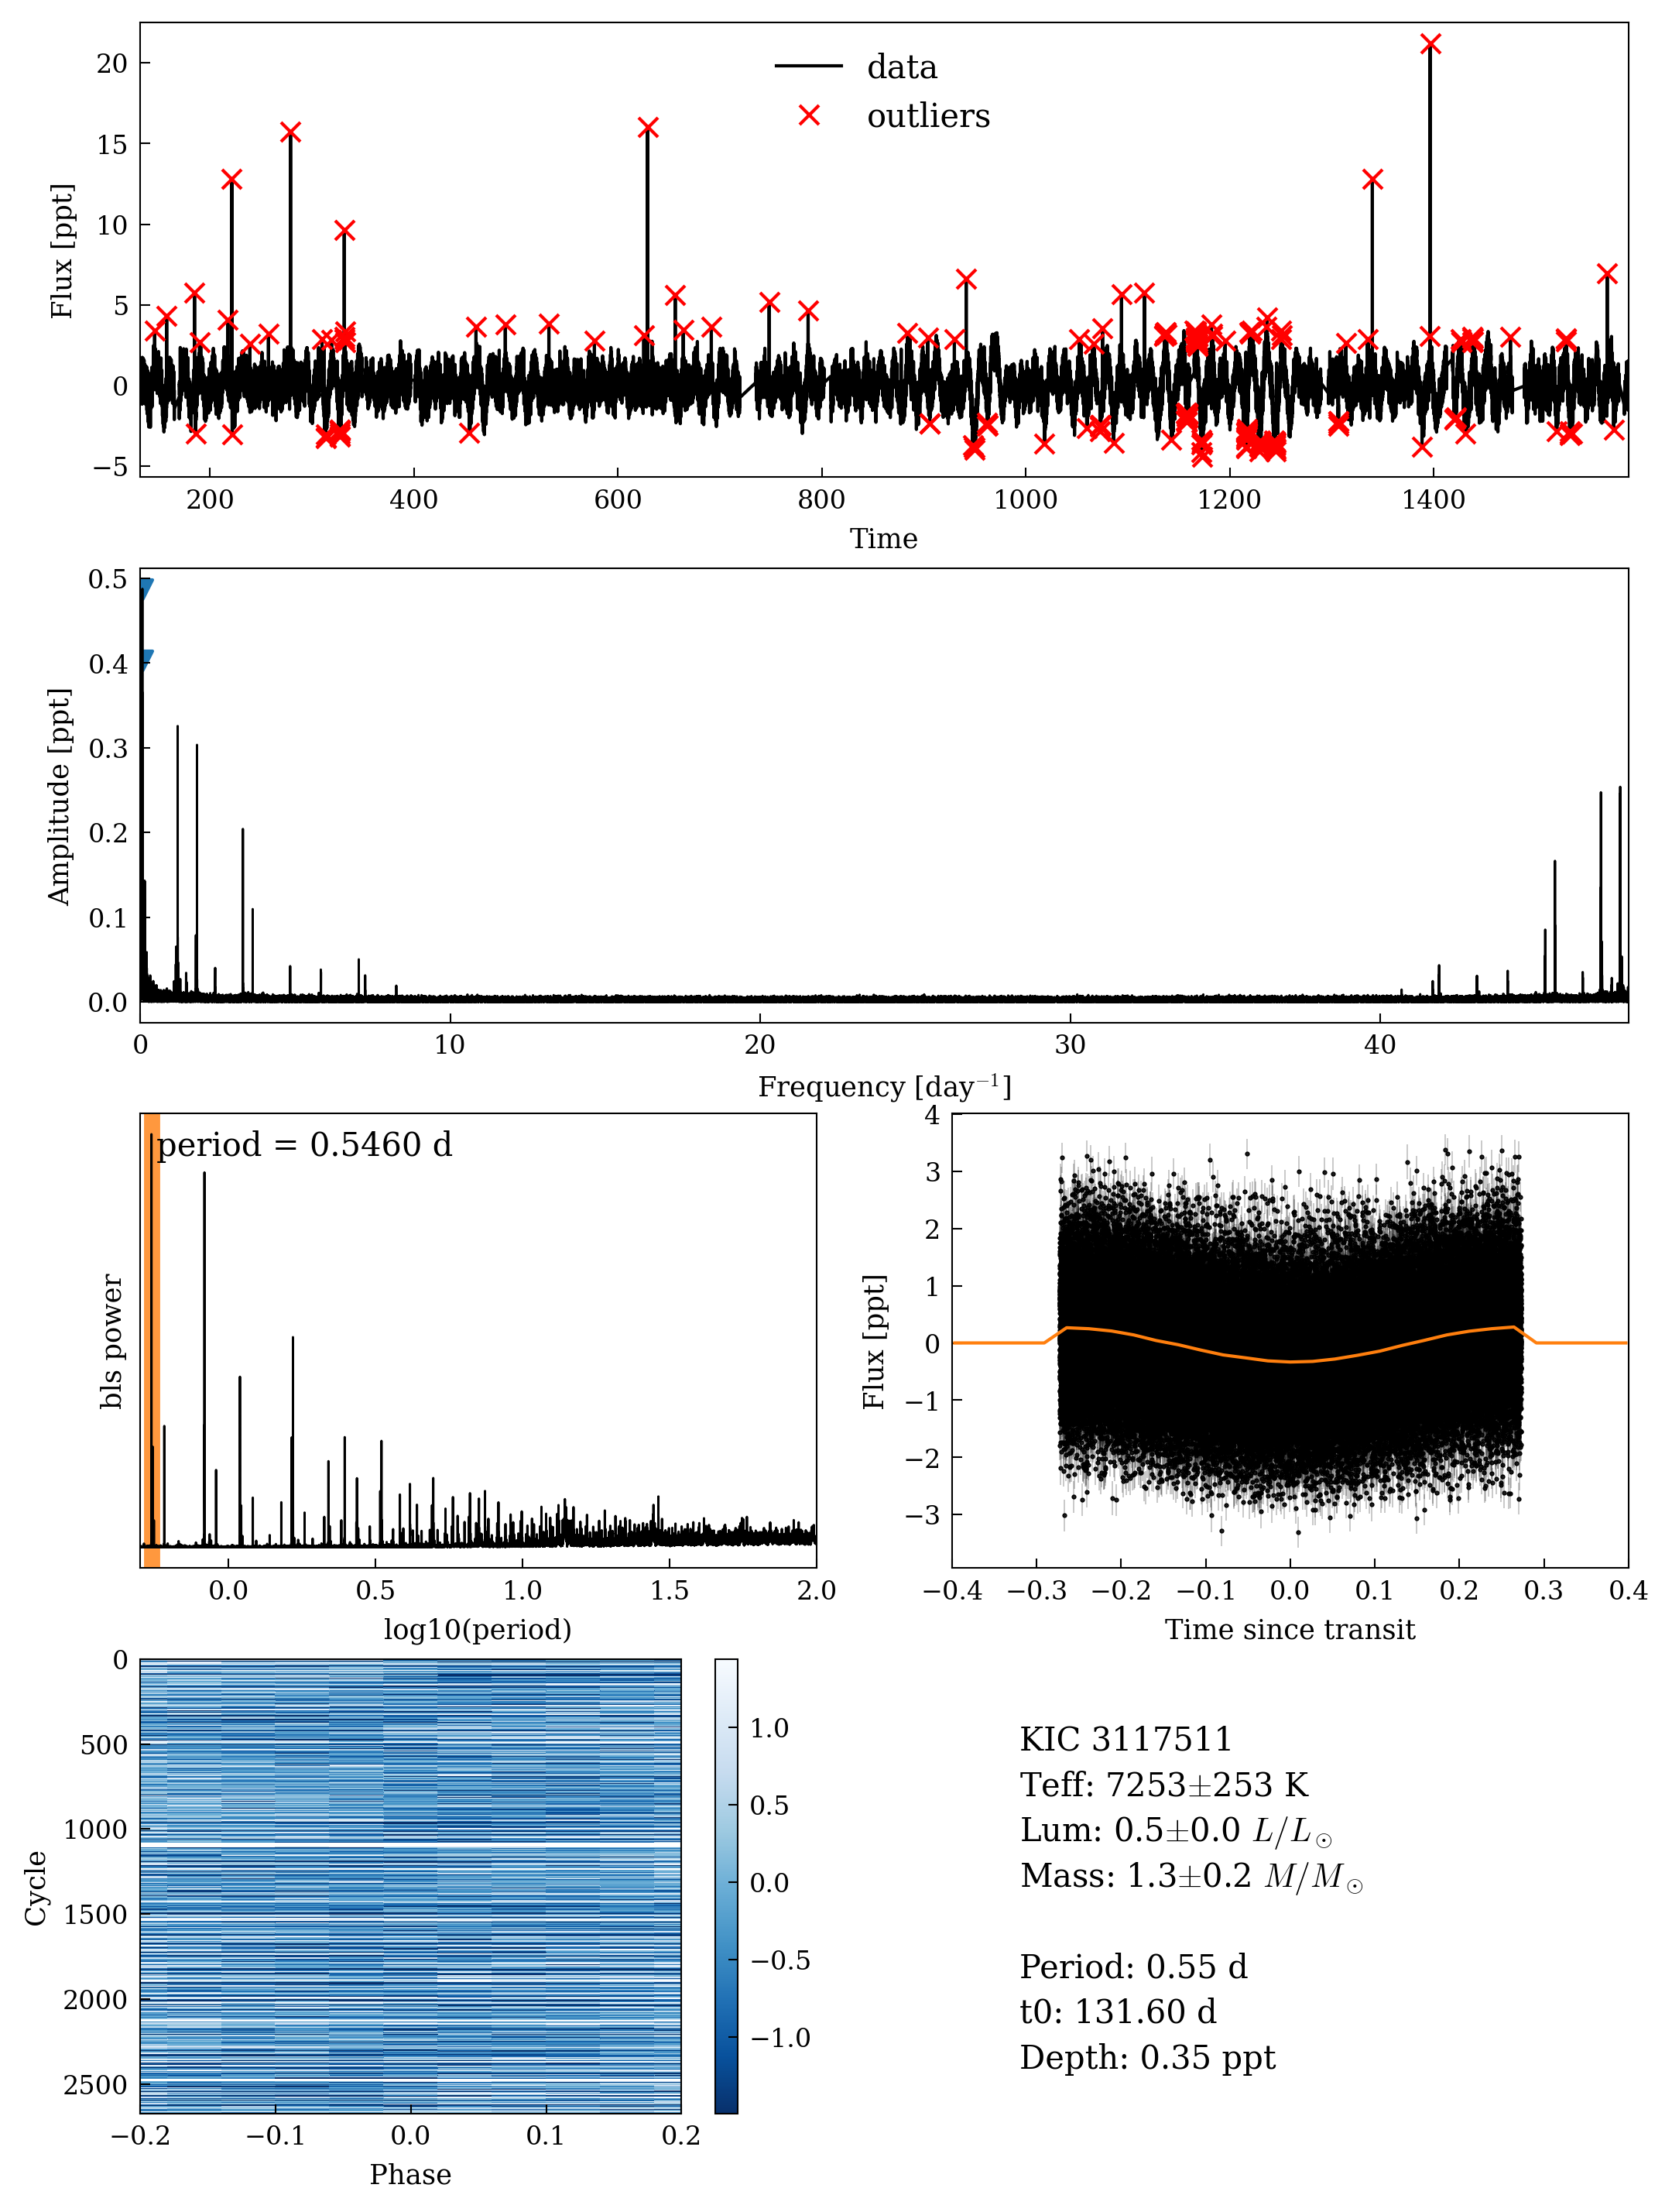 data
outliers
20
15
10
5
0
−5
Flux [ppt]
200 400 600 800 1000 1200 1400
Time
0.5
0.4
0.3
0.2
0.1
0.0
Amplitude [ppt]
0 10 20 30 40
Frequency [day⁻¹]
period = 0.5460 d
bls power
0.0 0.5 1.0 1.5 2.0
log10(period)
4
3
2
1
0
−1
−2
−3
Flux [ppt]
−0.4 −0.3 −0.2 −0.1 0.0 0.1 0.2 0.3 0.4
Time since transit
0
500
1000
1500
2000
2500
Cycle
−0.2 −0.1 0.0 0.1 0.2
Phase
1.0
0.5
0.0
−0.5
−1.0
KIC 3117511
Teff: 7253±253 K
Lum: 0.5±0.0 L/L⊙
Mass: 1.3±0.2 M/M⊙
Period: 0.55 d
t0: 131.60 d
Depth: 0.35 ppt